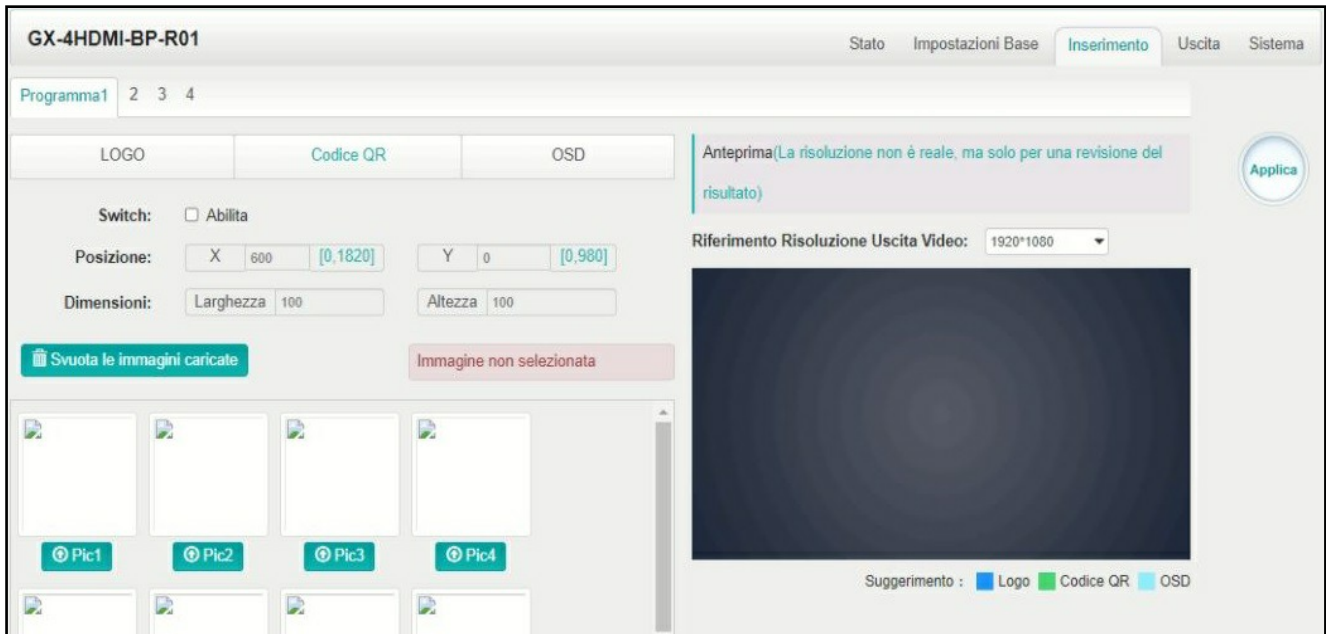 GX-4HDMI-BP-R01
Stato Impostazioni Base Inserimento Uscita Sistema
Programma1 2 3 4
LOGO Codice QR OSD
Switch: Abilita
Posizione: X 600 [0,1820] Y 0 [0,980]
Dimensioni: Larghezza 100 Altezza 100
Svuota le immagini caricate Immagine non selezionata
Pic1 Pic2 Pic3 Pic4
Anteprima(La risoluzione non è reale, ma solo per una revisione del
risultato)
Applica
Riferimento Risoluzione Uscita Video: 1920*1080
Suggerimento : Logo Codice QR OSD